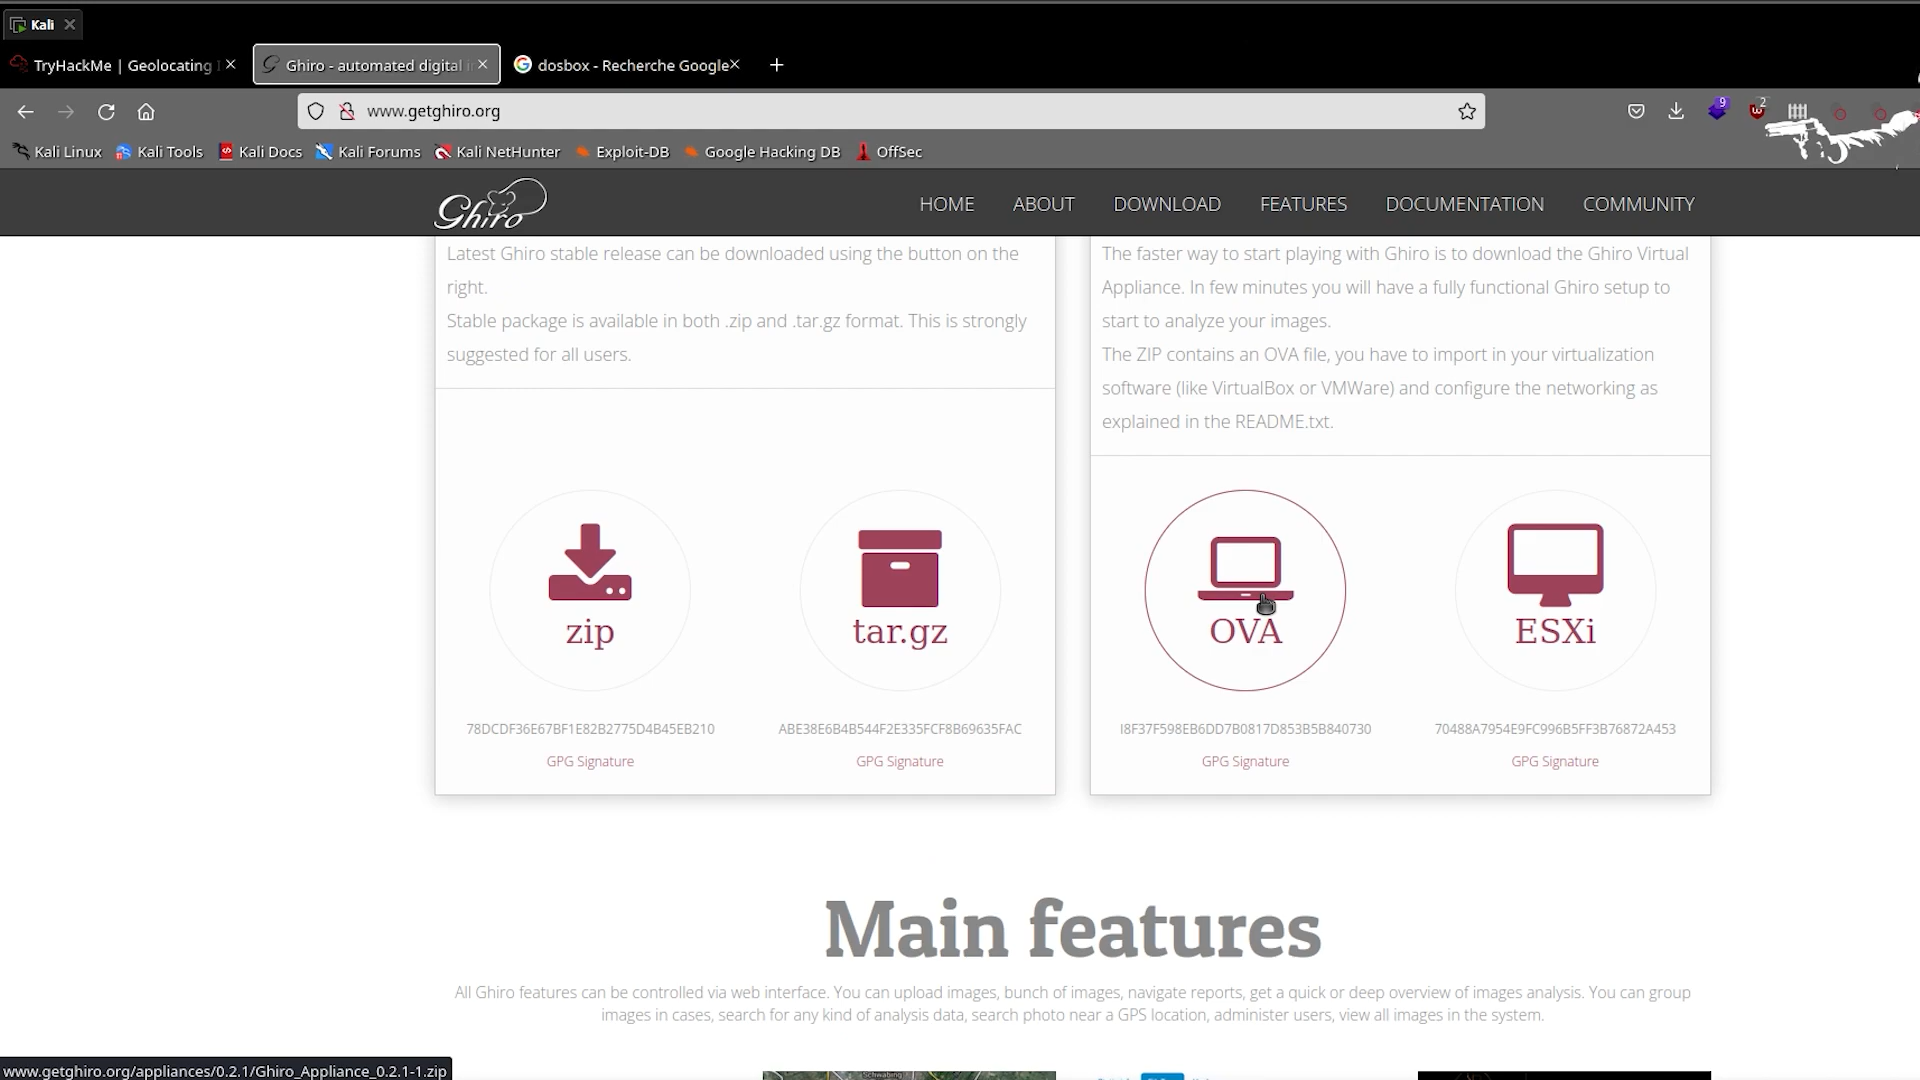 Kali
TryHackMe | Geolocating
Ghiro - automated digital i
dosbox - Recherche Google
www.getghiro.org
9
2
Kali Linux
Kali Tools
Kali Docs
Kali Forums
Kali NetHunter
Exploit-DB
Google Hacking DB
OffSec
Ghiro
HOME
ABOUT
DOWNLOAD
FEATURES
DOCUMENTATION
COMMUNITY
Latest Ghiro stable release can be downloaded using the button on the
right.
Stable package is available in both .zip and .tar.gz format. This is strongly
suggested for all users.
The faster way to start playing with Ghiro is to download the Ghiro Virtual
Appliance. In few minutes you will have a fully functional Ghiro setup to
start to analyze your images.
The ZIP contains an OVA file, you have to import in your virtualization
software (like VirtualBox or VMWare) and configure the networking as
explained in the README.txt.
zip
tar.gz
OVA
ESXi
78DCDF36E67BF1E82B2775D4B45EB210
ABE38E6B4B544F2E335FCF8B69635FAC
I8F37F598EB6DD7B0817D853B5B840730
70488A7954E9FC996B5FF3B76872A453
GPG Signature
GPG Signature
GPG Signature
GPG Signature
Main features
All Ghiro features can be controlled via web interface. You can upload images, bunch of images, navigate reports, get a quick or deep overview of images analysis. You can group
images in cases, search for any kind of analysis data, search photo near a GPS location, administer users, view all images in the system.
www.getghiro.org/appliances/0.2.1/Ghiro_Appliance_0.2.1-1.zip
Schwabing